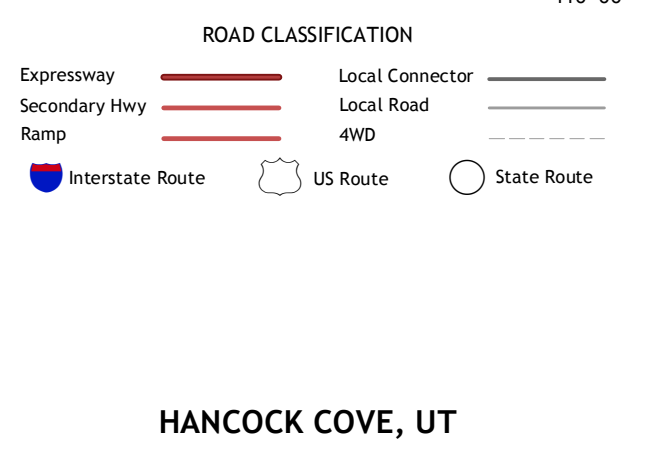 ROAD CLASSIFICATION
Expressway Local Connector
Secondary Hwy Local Road
Ramp 4WD
Interstate Route US Route State Route
HANCOCK COVE, UT